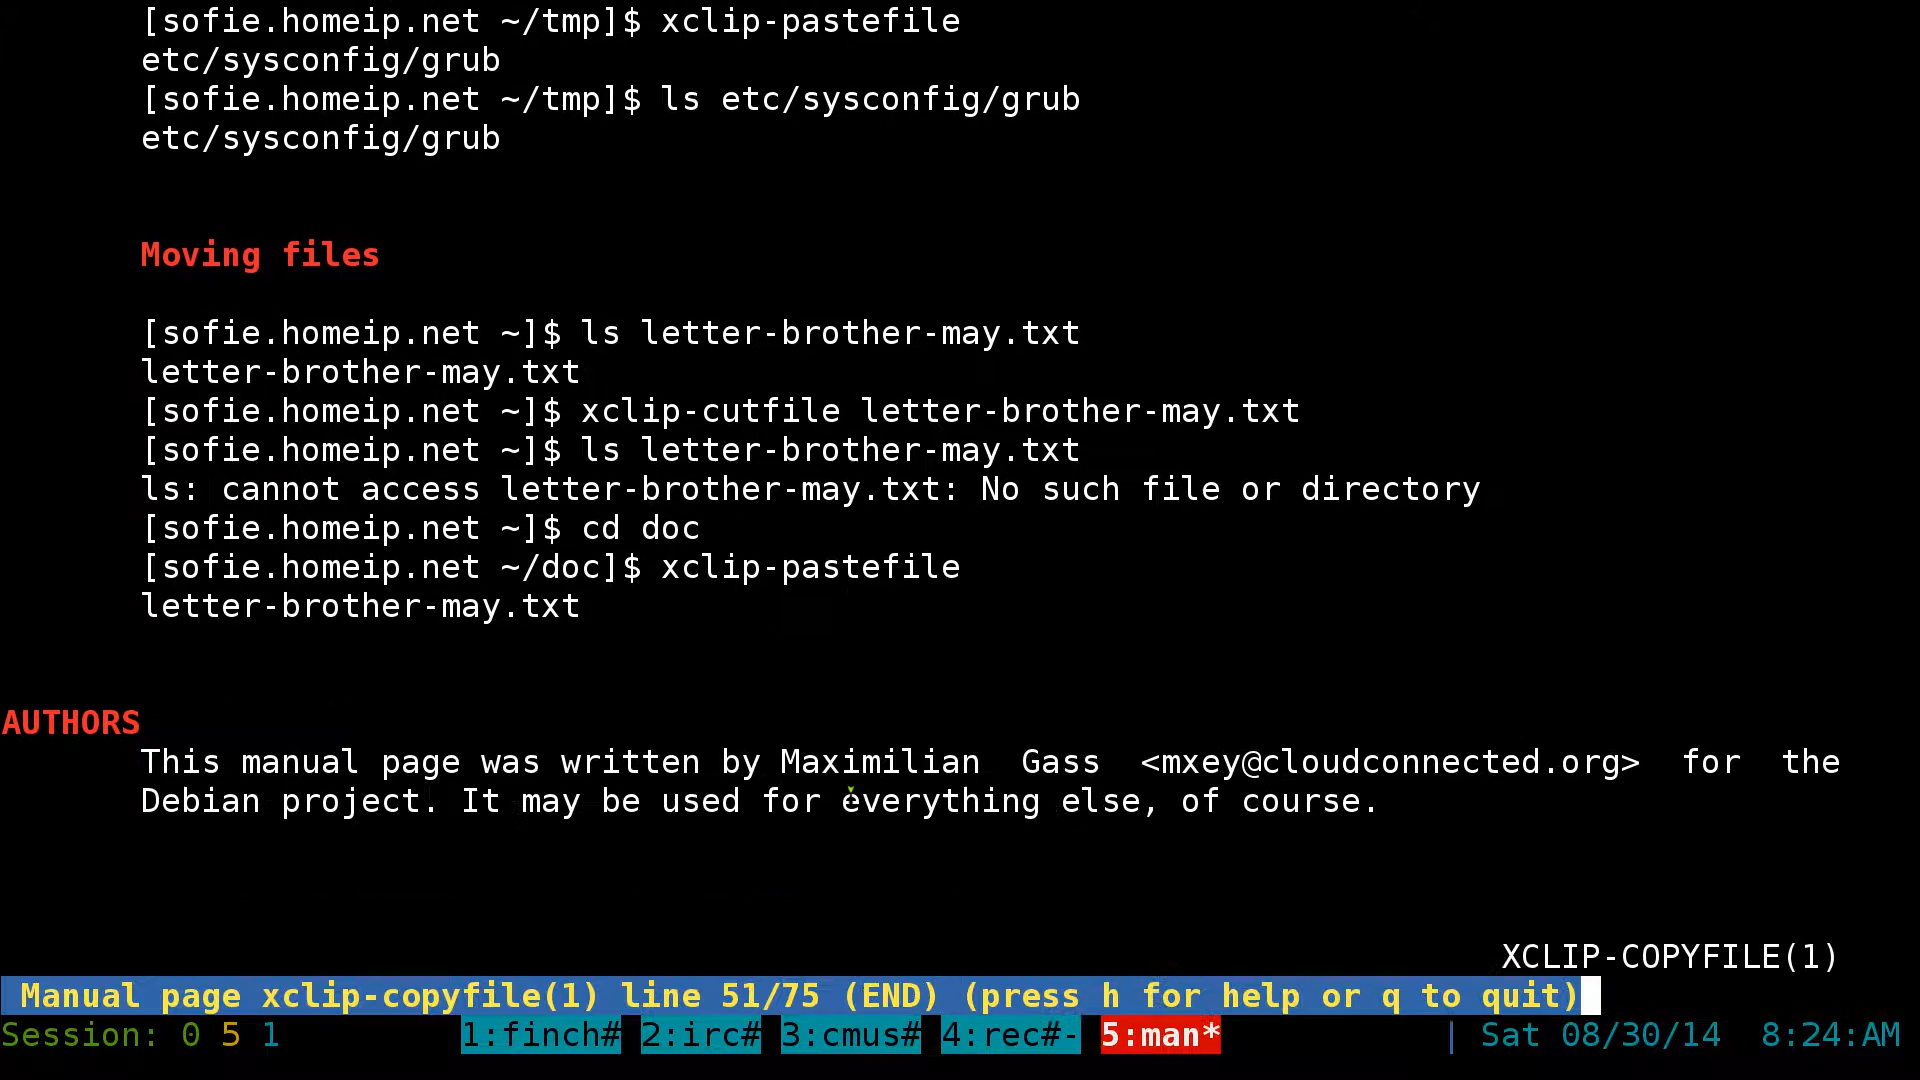 [sofie.homeip.net ~/tmp]$ xclip-pastefile
etc/sysconfig/grub
[sofie.homeip.net ~/tmp]$ ls etc/sysconfig/grub
etc/sysconfig/grub
Moving files
[sofie.homeip.net ~]$ ls letter-brother-may.txt
letter-brother-may.txt
[sofie.homeip.net ~]$ xclip-cutfile letter-brother-may.txt
[sofie.homeip.net ~]$ ls letter-brother-may.txt
ls: cannot access letter-brother-may.txt: No such file or directory
[sofie.homeip.net ~]$ cd doc
[sofie.homeip.net ~/doc]$ xclip-pastefile
letter-brother-may.txt
AUTHORS
This manual page was written by Maximilian  Gass  <mxey@cloudconnected.org>  for  the
Debian project. It may be used for everything else, of course.
XCLIP-COPYFILE(1)
Manual page xclip-copyfile(1) line 51/75 (END) (press h for help or q to quit)
Session: 0 5 1 1:finch# 2:irc# 3:cmus# 4:rec#- 5:man* | Sat 08/30/14  8:24:AM